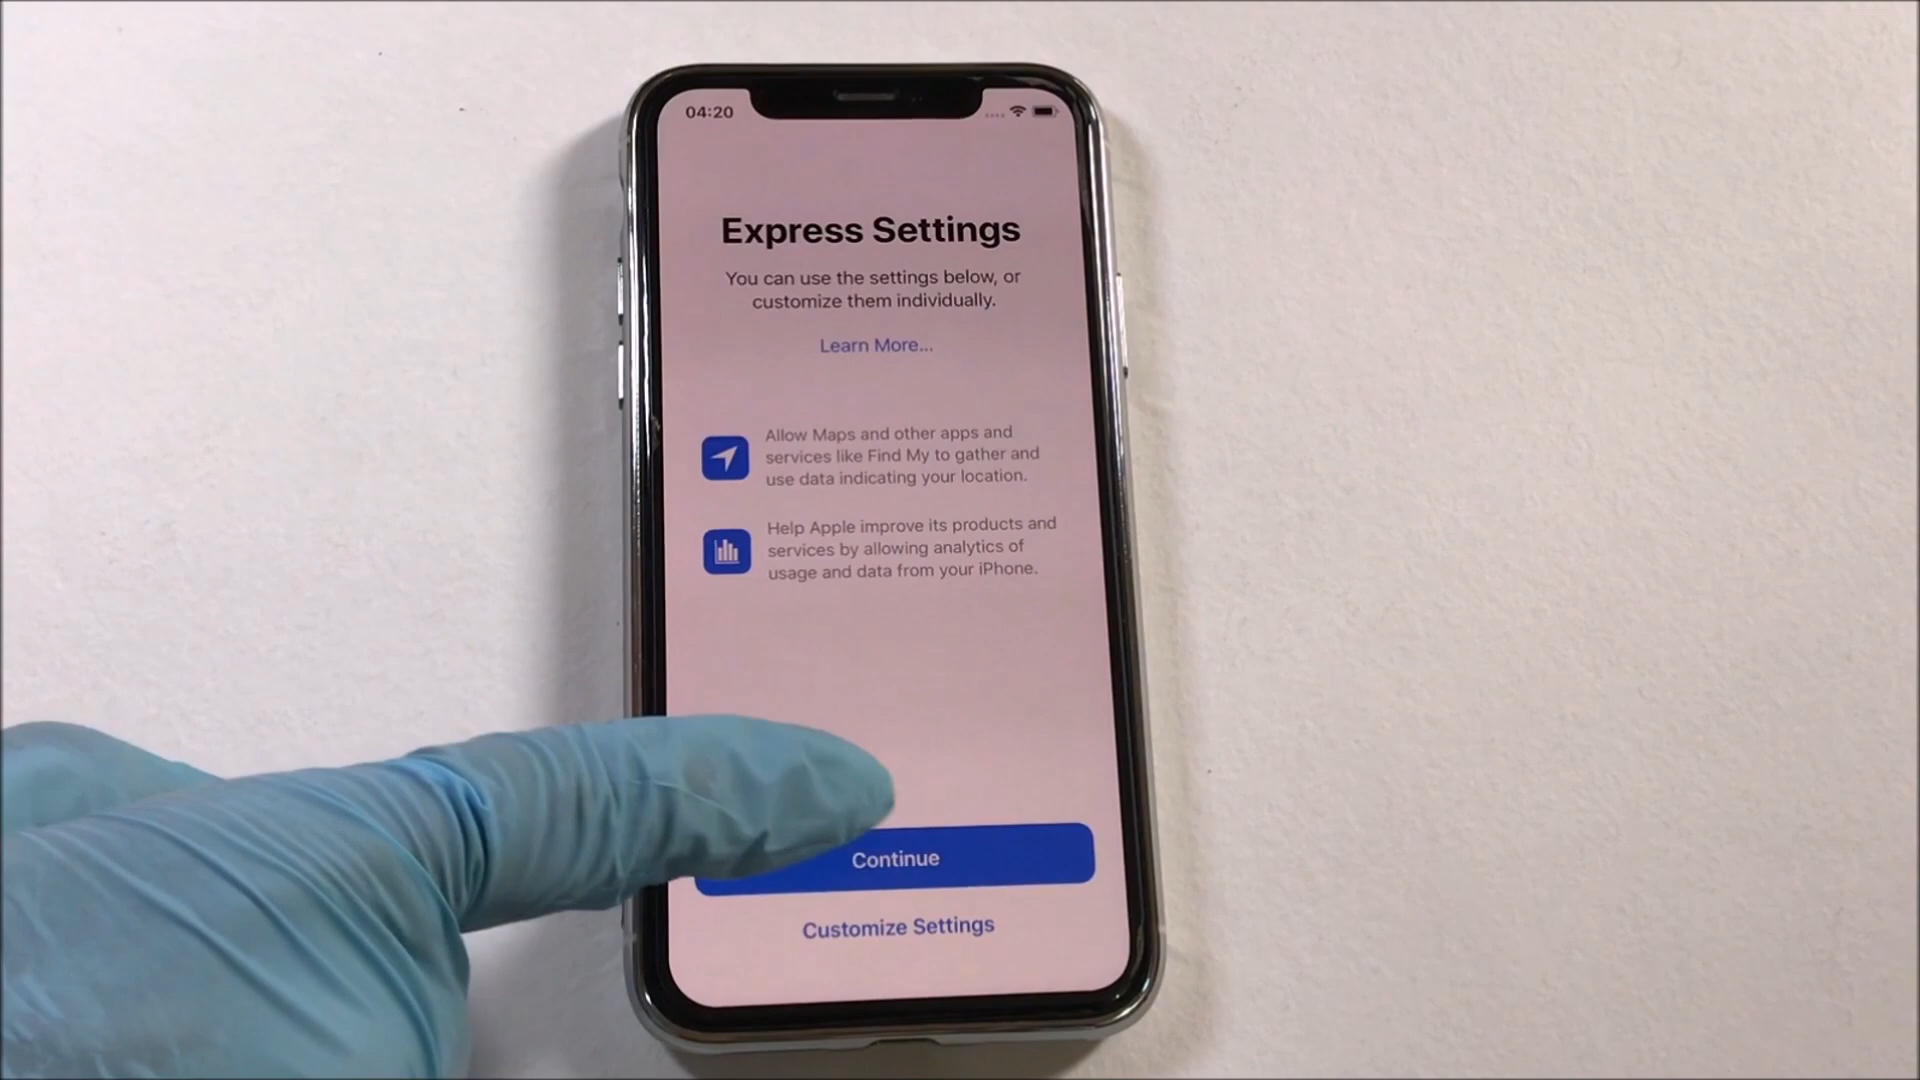 04:20
Express Settings
You can use the settings below, or
customize them individually.
Learn More...
Allow Maps and other apps and
services like Find My to gather and
use data indicating your location.
Help Apple improve its products and
services by allowing analytics of
usage and data from your iPhone.
Continue
Customize Settings